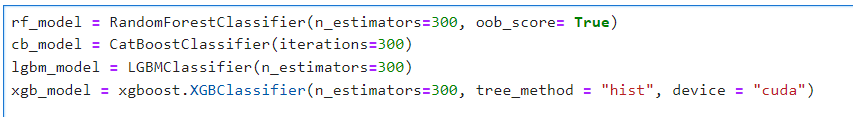 rf_model = RandomForestClassifier(n_estimators=300, oob_score= True)
cb_model = CatBoostClassifier(iterations=300)
lgbm_model = LGBMClassifier(n_estimators=300)
xgb_model = xgboost.XGBClassifier(n_estimators=300, tree_method = "hist", device = "cuda")